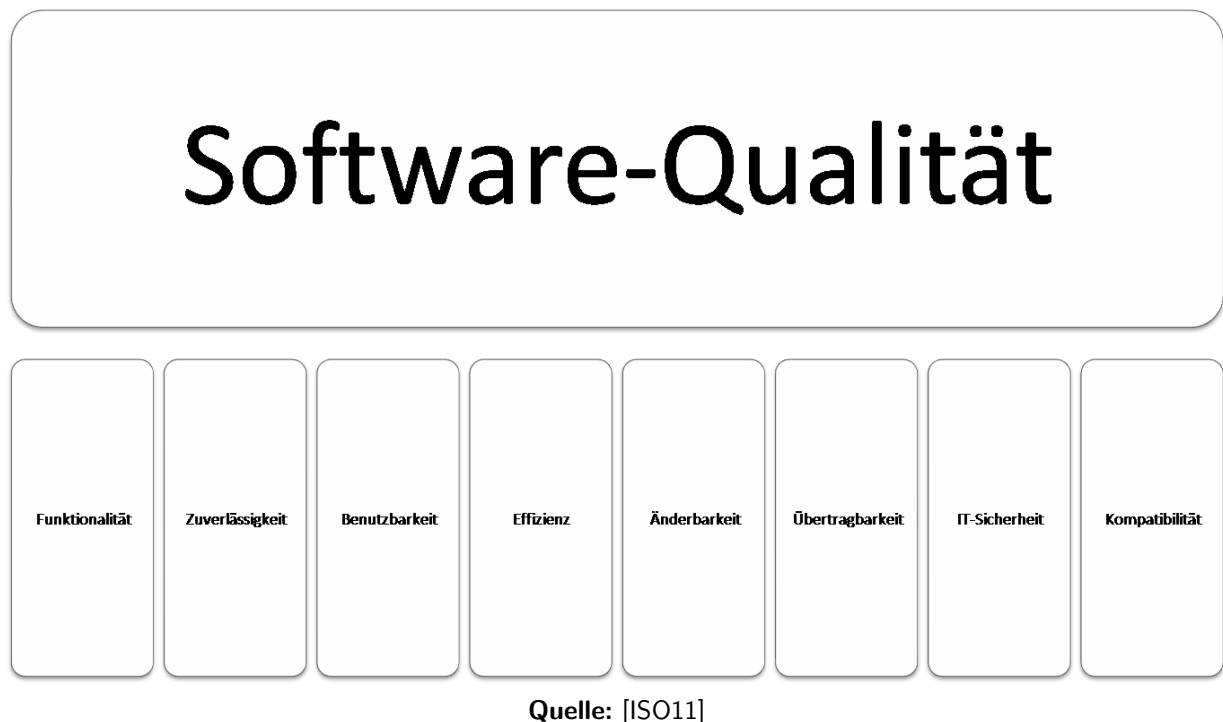 Software-Qualität
Funktionalität
Zuverlässigkeit
Benutzbarkeit
Effizienz
Änderbarkeit
Übertragbarkeit
IT-Sicherheit
Kompatibilität
Quelle: [ISO11]